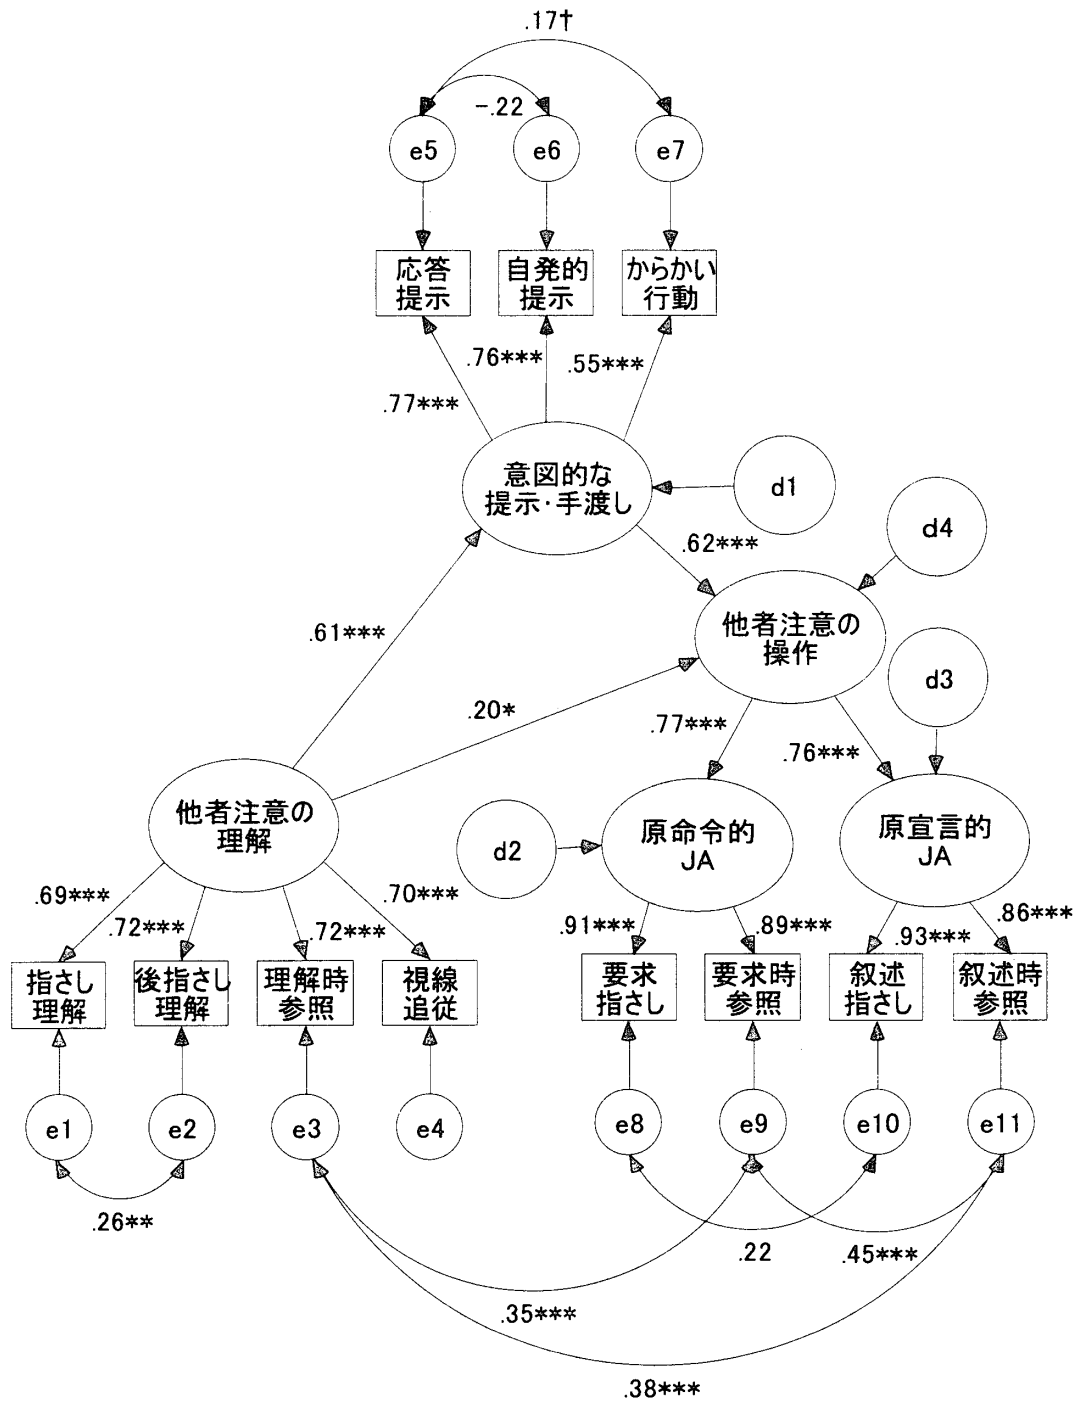 .17†
-.22
e5
e6
e7
応答
提示
自発的
提示
からかい
行動
.77***
.76***
.55***
意図的な
提示・手渡し
d1
d4
.62***
.61***
他者注意の
操作
d3
.20*
.77***
.76***
他者注意の
理解
d2
原命令的
JA
原宣言的
JA
.69***
.72***
.72***
.70***
.91***
.89***
.93***
.86***
指さし
理解
後指さし
理解
理解時
参照
視線
追従
要求
指さし
要求時
参照
叙述
指さし
叙述時
参照
e1
e2
e3
e4
e8
e9
e10
e11
.26**
.22
.45***
.35***
.38***